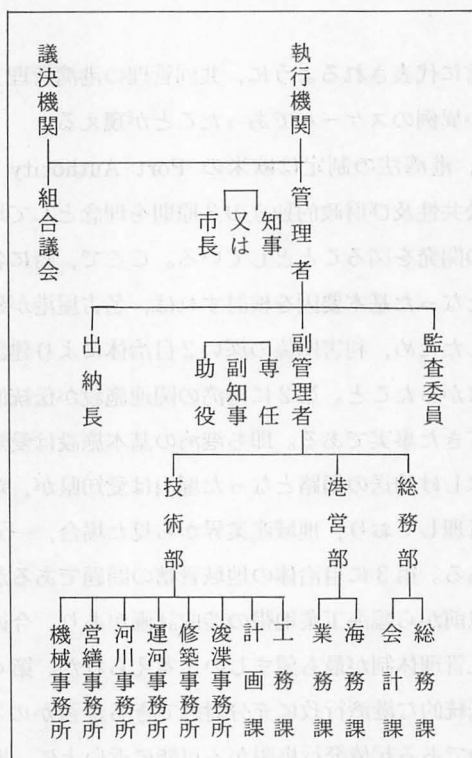 執行機関
管理者
知事
又は
市長
議決機関
組合議会
監査委員
副管理者
専任
副知事
助役
出納長
総務部
港営部
技術部
総務課
会計課
海務課
業務課
工務課
計画課
浚渫事務所
修築事務所
運河事務所
河川事務所
営繕事務所
機械事務所